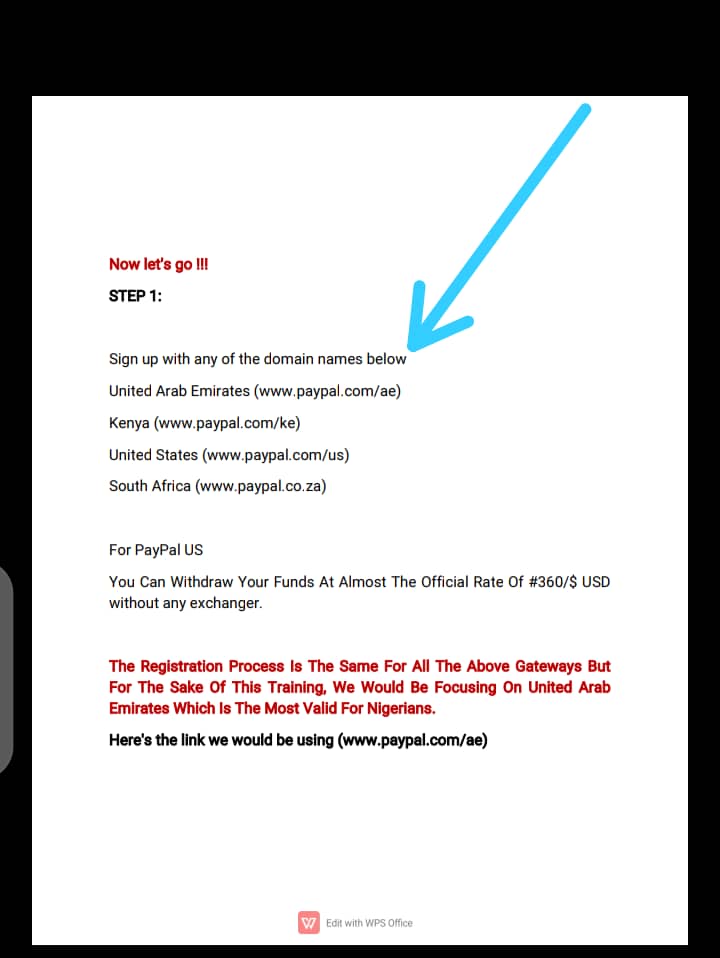 Now let's go !!!
STEP 1:
Sign up with any of the domain names below
United Arab Emirates (www.paypal.com/ae)
Kenya (www.paypal.com/ke)
United States (www.paypal.com/us)
South Africa (www.paypal.co.za)
For PayPal US
You Can Withdraw Your Funds At Almost The Official Rate Of #360/$ USD
without any exchanger.
The Registration Process Is The Same For All The Above Gateways But
For The Sake Of This Training, We Would Be Focusing On United Arab
Emirates Which Is The Most Valid For Nigerians.
Here's the link we would be using (www.paypal.com/ae)
Edit with WPS Office